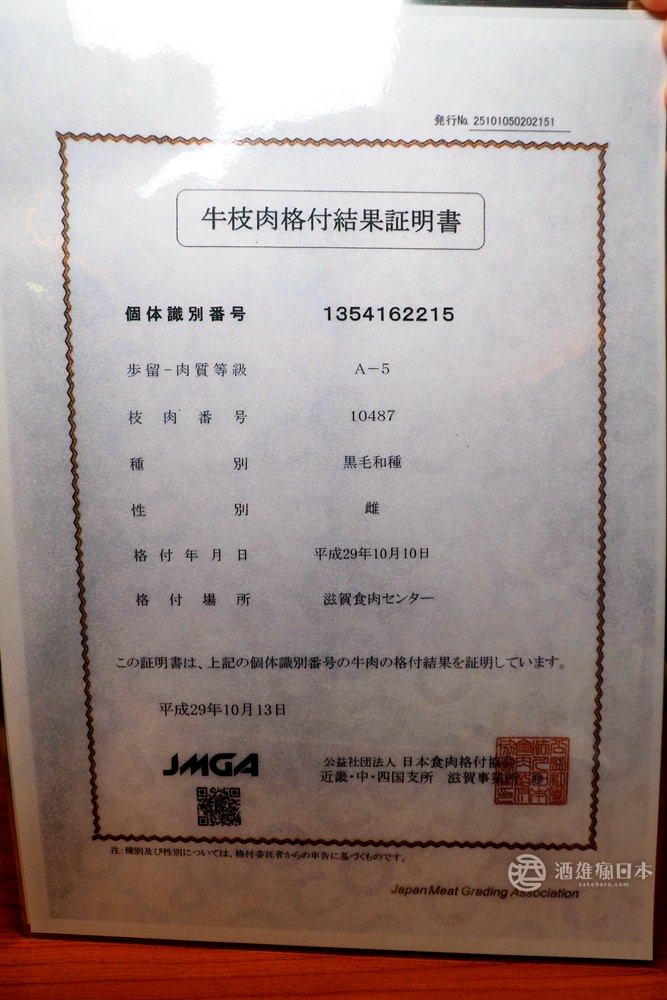 発行No. 25101050202151
牛枝肉格付結果証明書
個体識別番号 1354162215
歩留-肉質等級 A-5
枝肉番号 10487
種別 黒毛和種
性別 雌
格付年月日 平成29年10月10日
格付場所 滋賀食肉センター
この証明書は、上記の個体識別番号の牛肉の格付結果を証明しています。
平成29年10月13日
JMGA
公益社団法人 日本食肉格付協会
近畿・中・四国支所 滋賀事業所
注:種別及び性別については、格付委託者からの申告に基づくものです。
酒雄瘋日本
sakehero.com
Japan Meat Grading Association